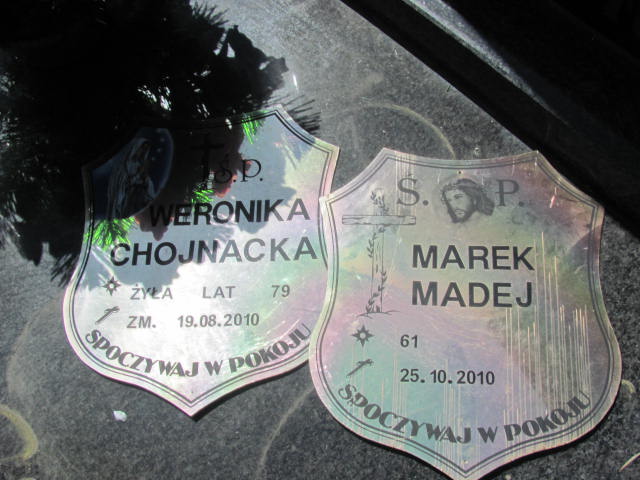 Ś.P.
WERONIKA
CHOJNACKA
ŻYŁA LAT 79
ZM. 19.08.2010
SPOCZYWAJ W POKOJU
Ś. P.
MAREK
MADEJ
61
25.10.2010
SPOCZYWAJ W POKOJU